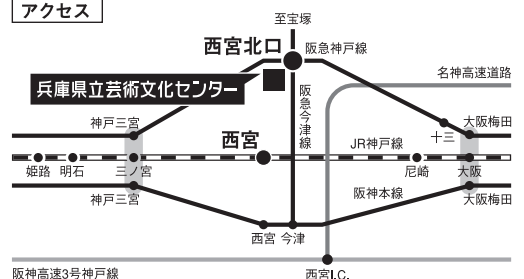 アクセス
至宝塚
西宮北口
阪急神戸線
名神高速道路
兵庫県立芸術文化センター
阪急今津線
神戸三宮
十三
大阪梅田
西宮
JR神戸線
姫路
明石
三ノ宮
尼崎
大阪
神戸三宮
阪神本線
大阪梅田
西宮
今津
阪神高速3号神戸線
西宮I.C.